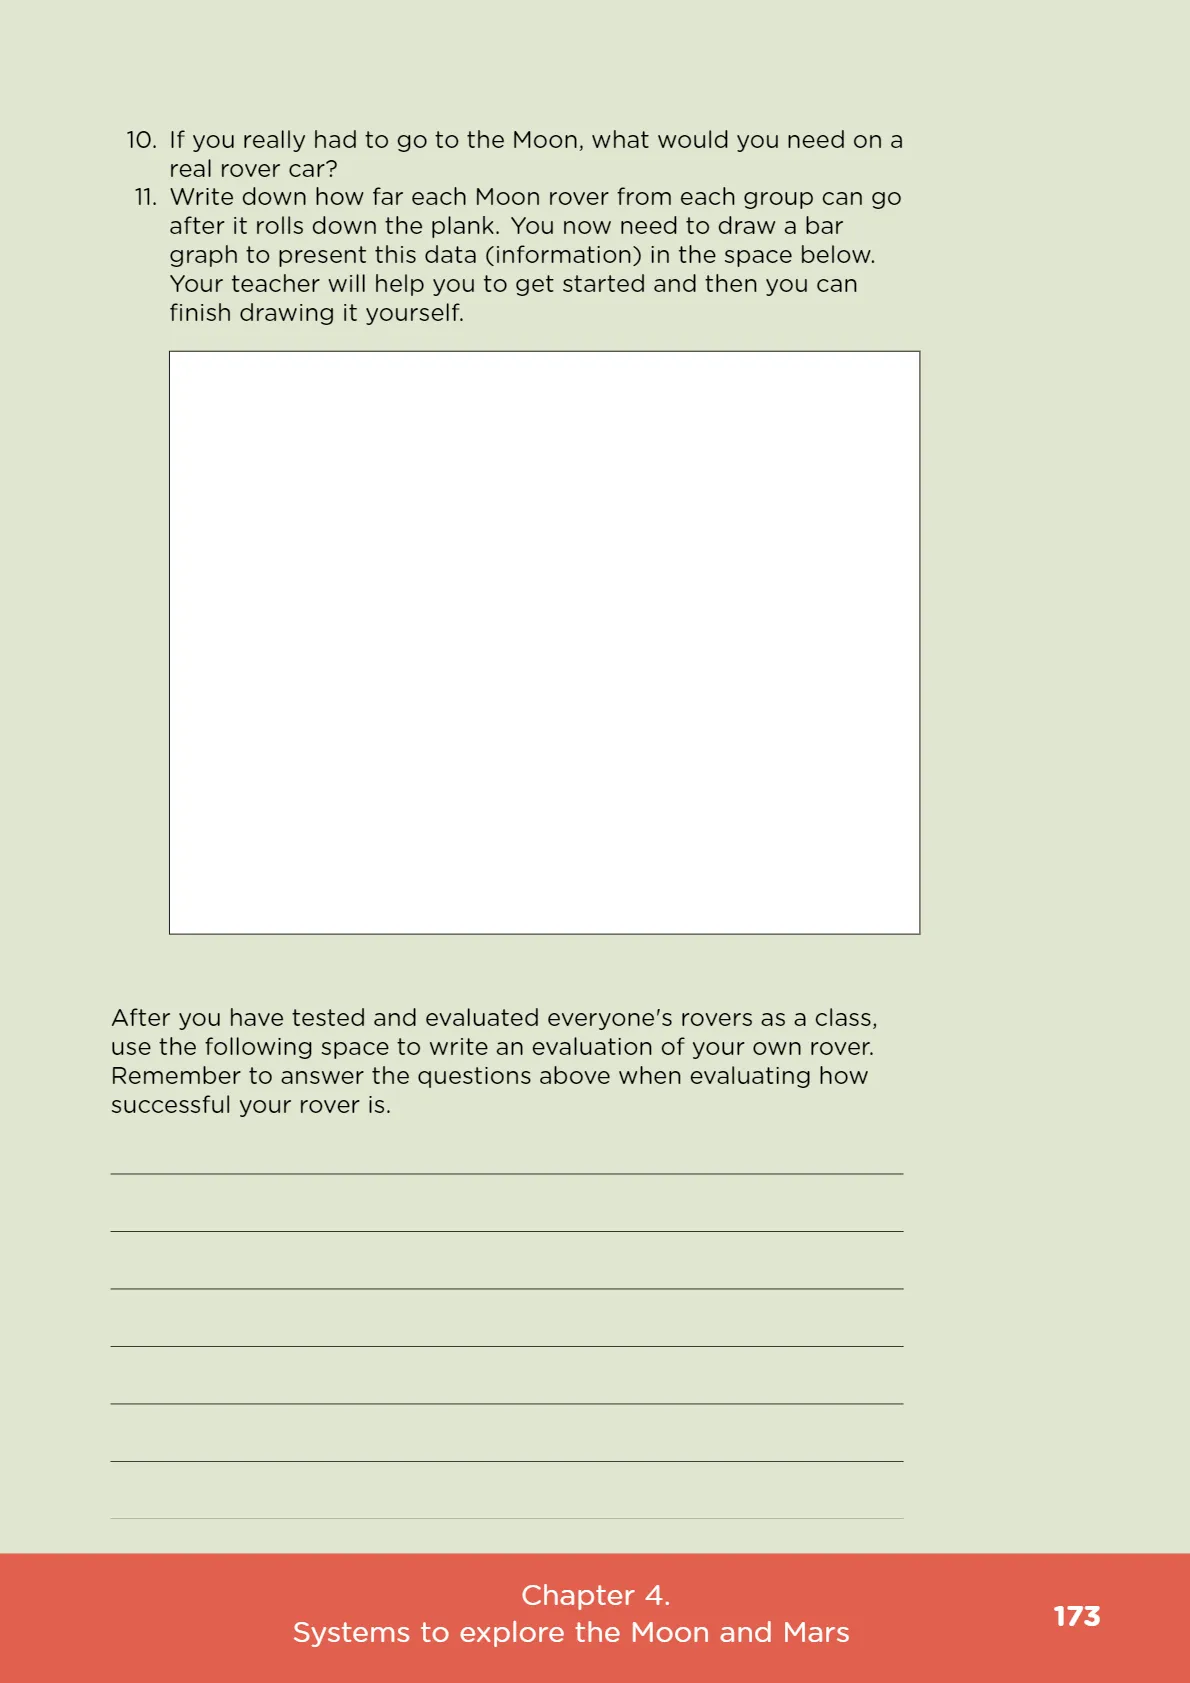 10. If you really had to go to the Moon, what would you need on a
real rover car?
11. Write down how far each Moon rover from each group can go
after it rolls down the plank. You now need to draw a bar
graph to present this data (information) in the space below.
Your teacher will help you to get started and then you can
finish drawing it yourself.
After you have tested and evaluated everyone's rovers as a class,
use the following space to write an evaluation of your own rover.
Remember to answer the questions above when evaluating how
successful your rover is.
Chapter 4.
Systems to explore the Moon and Mars
173